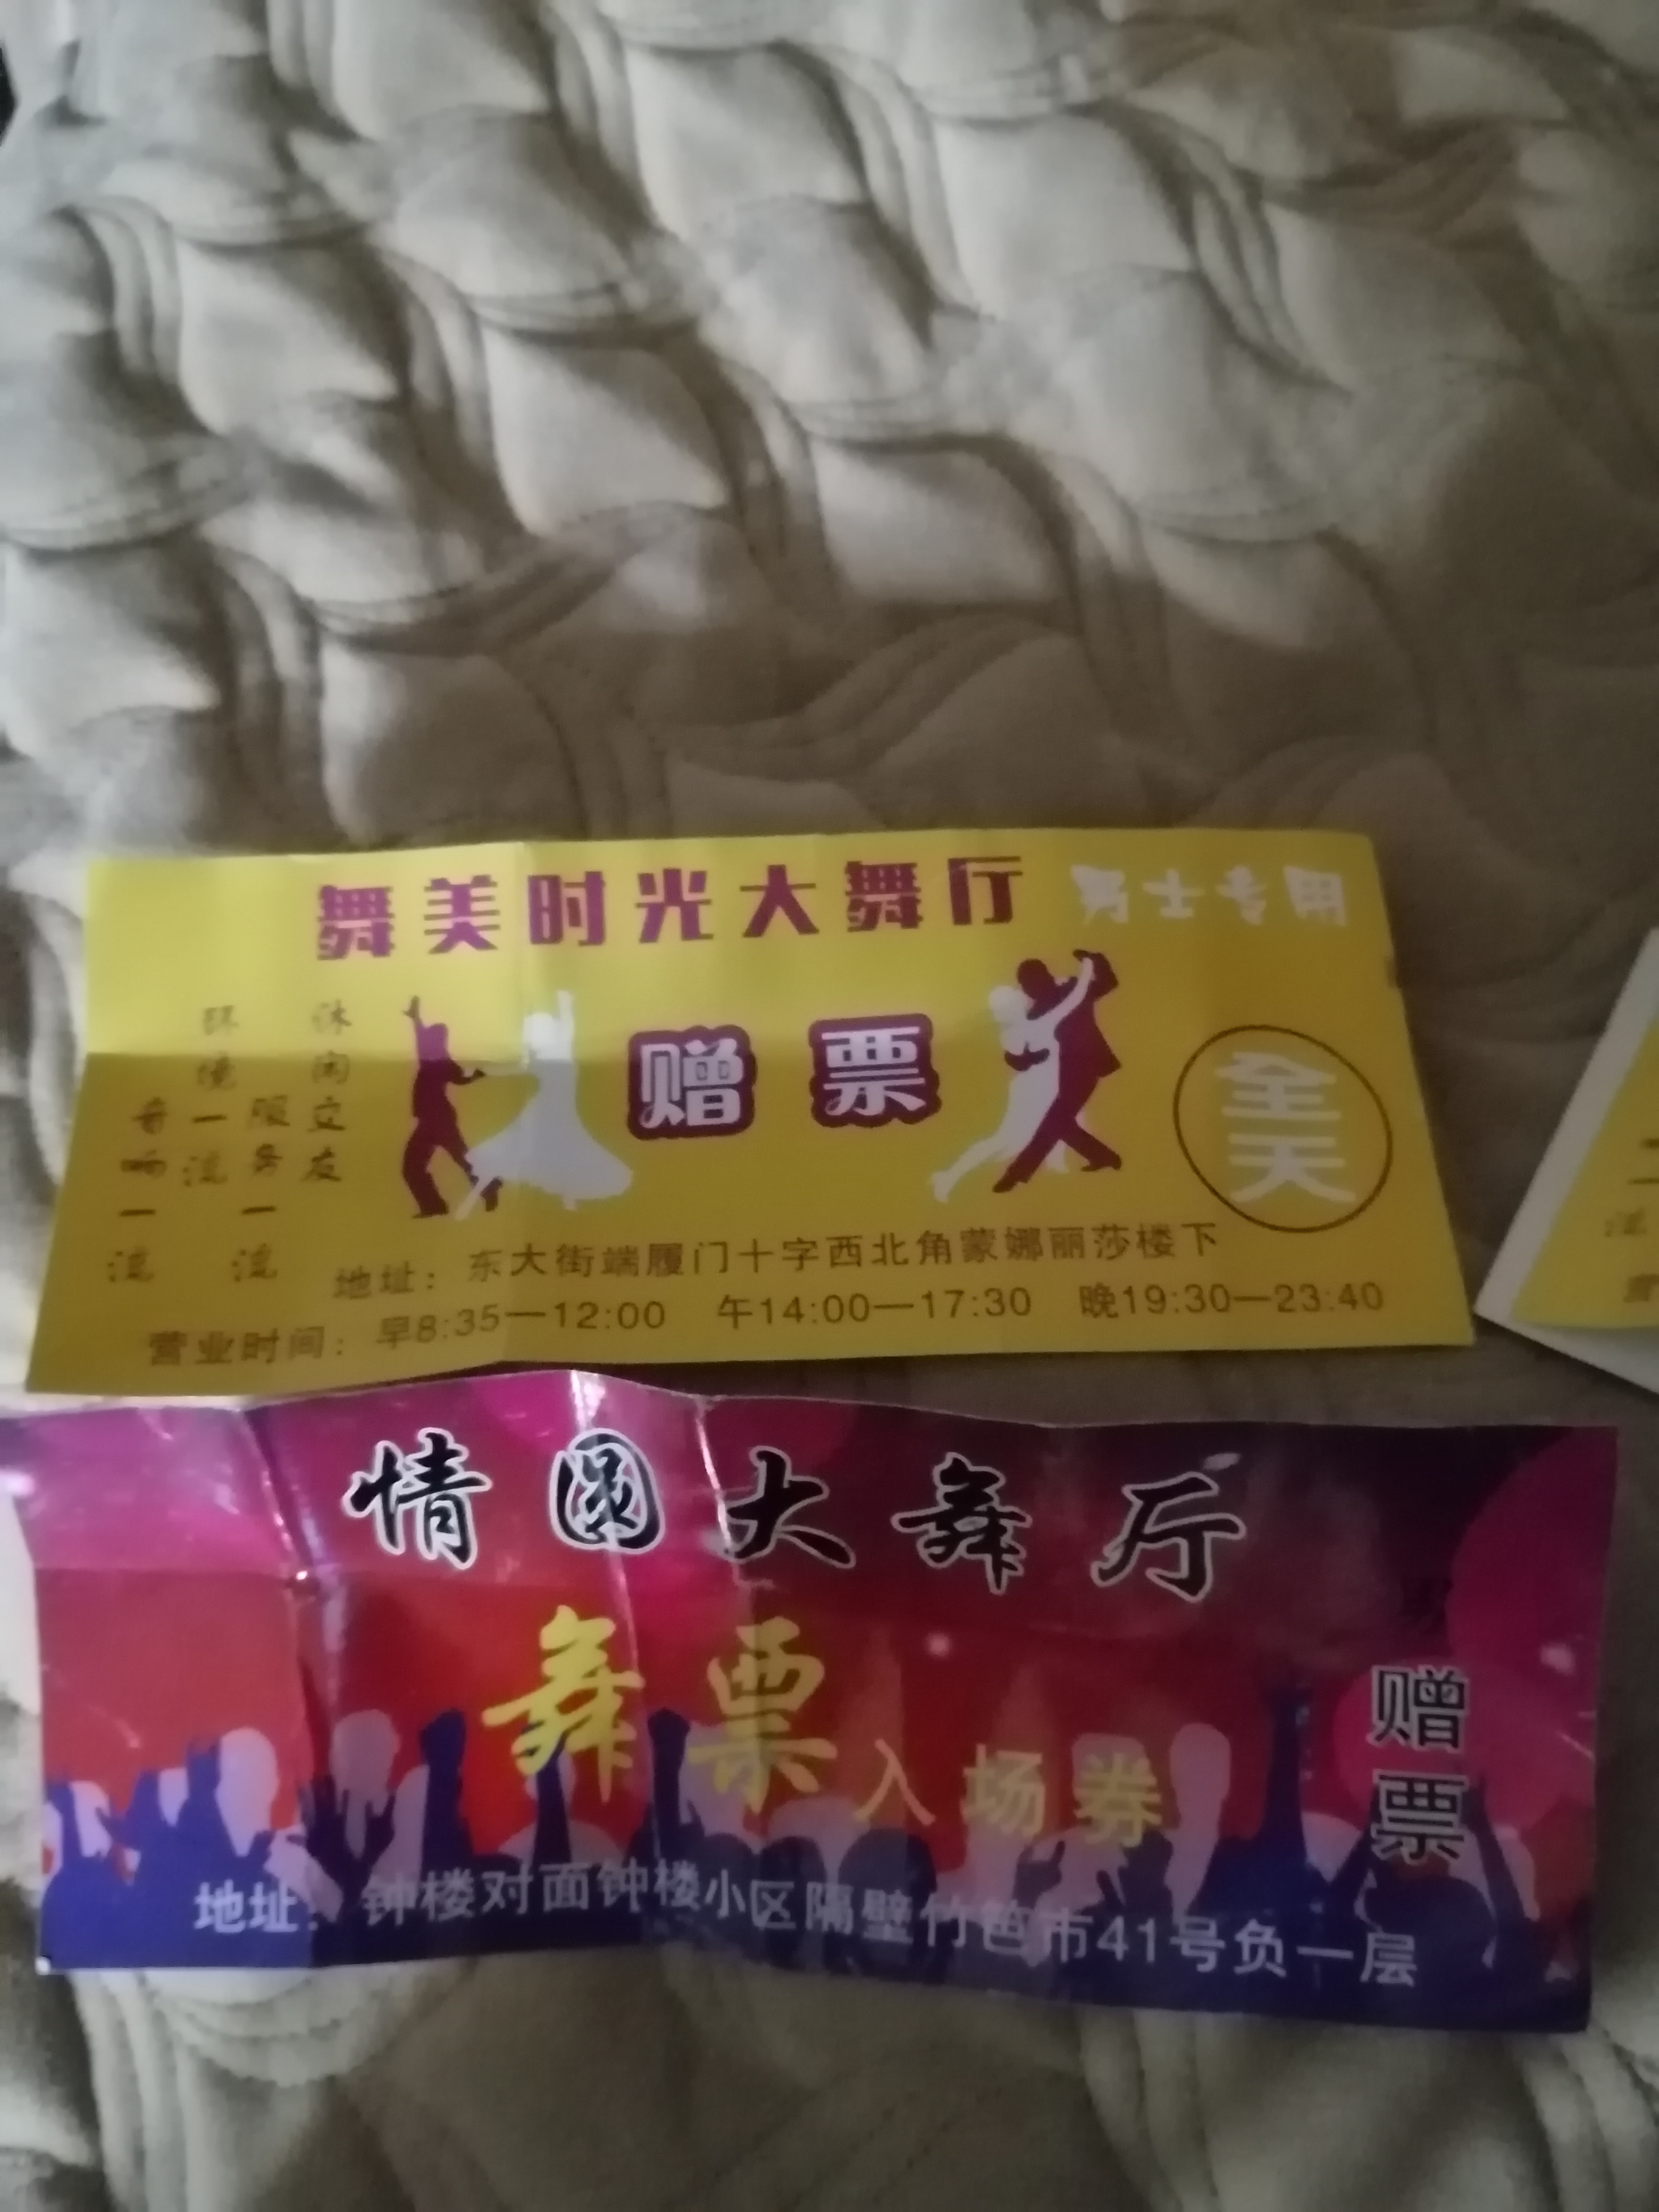 舞美时光大舞厅 男士专用
休闲交友
服务一流
环境一流
音响一流
赠票
全天
地址：东大街端履门十字西北角蒙娜丽莎楼下
营业时间：早8:35—12:00 午14:00—17:30 晚19:30—23:40
情圆大舞厅
舞票入场券
赠票
地址：钟楼对面钟楼小区隔壁竹笆市41号负一层